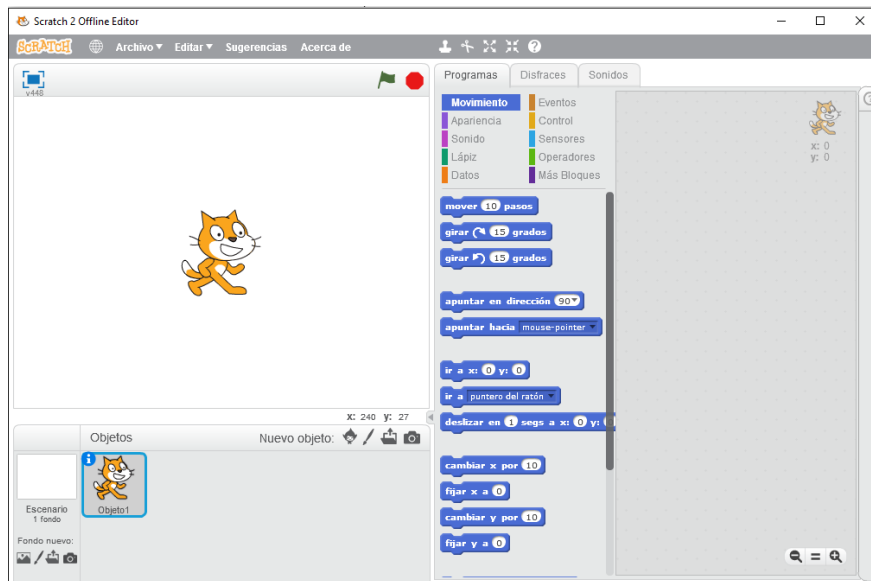 Scratch 2 Offline Editor
SCRATCH Archivo Editar Sugerencias Acerca de
v448
Programas Disfraces Sonidos
Movimiento Eventos
Apariencia Control
Sonido Sensores
Lápiz Operadores
Datos Más Bloques
x: 0
y: 0
mover 10 pasos
girar 15 grados
girar 15 grados
apuntar en dirección 90
apuntar hacia mouse-pointer
ir a x: 0 y: 0
ir a puntero del ratón
deslizar en 1 segs a x: 0 y:
cambiar x por 10
fijar x a 0
cambiar y por 10
fijar y a 0
X: 240 y: 27
Objetos Nuevo objeto:
Escenario
1 fondo
Fondo nuevo:
Objeto1